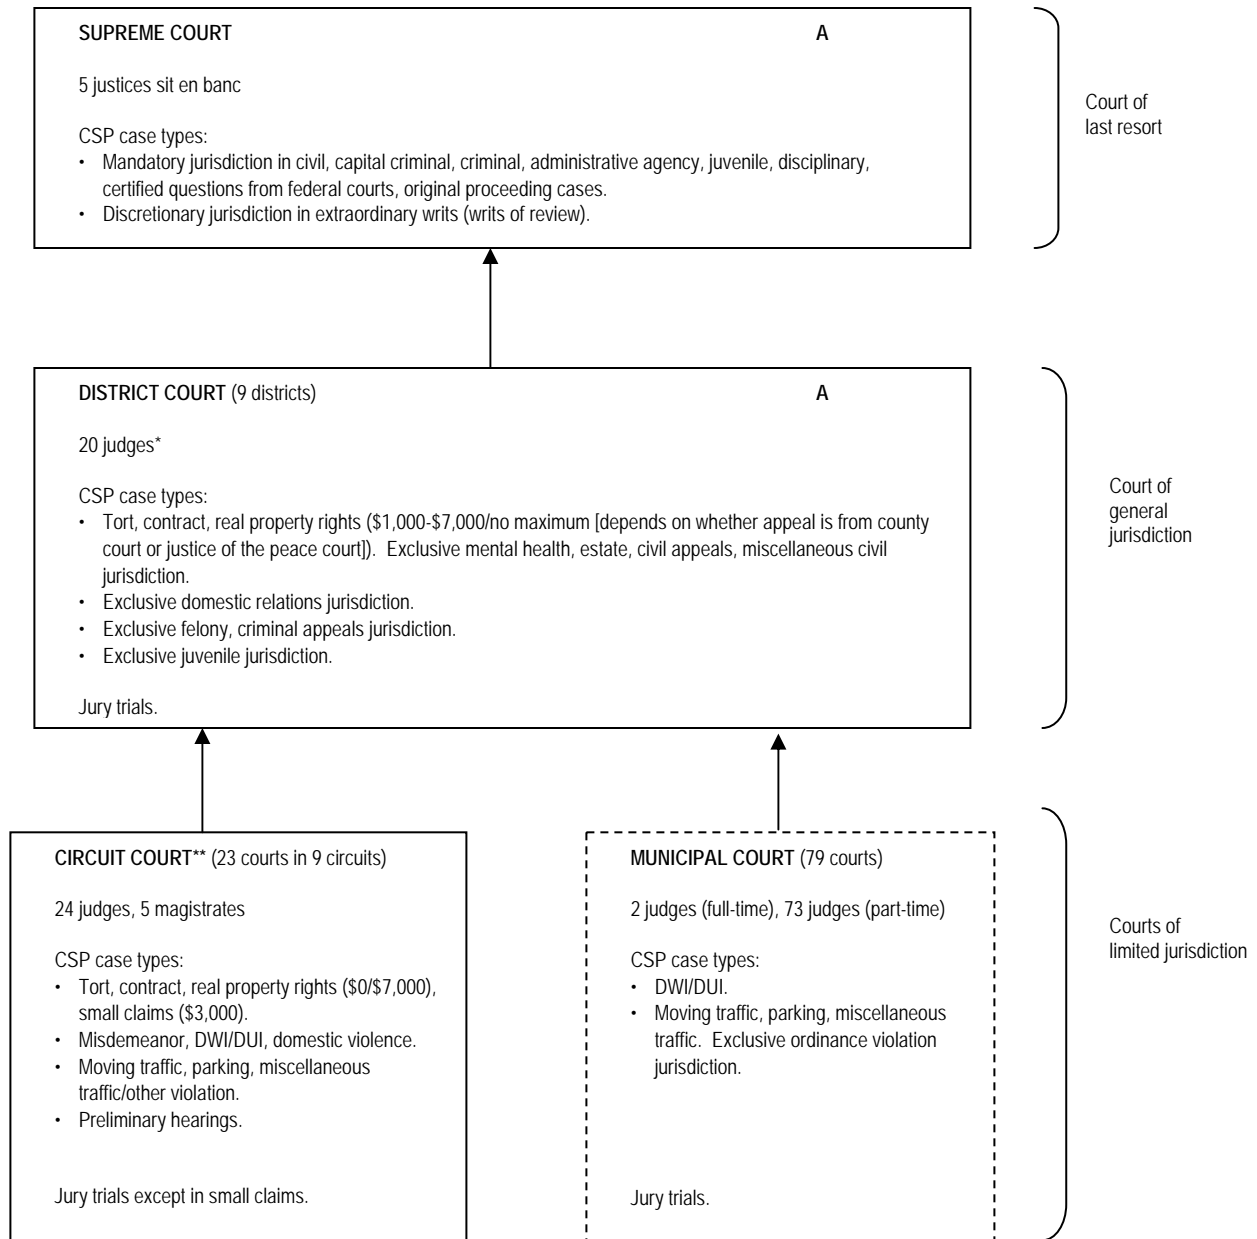 SUPREME COURT A
5 justices sit en banc
CSP case types:
• Mandatory jurisdiction in civil, capital criminal, criminal, administrative agency, juvenile, disciplinary,
certified questions from federal courts, original proceeding cases.
• Discretionary jurisdiction in extraordinary writs (writs of review).
Court of
last resort
DISTRICT COURT (9 districts) A
20 judges*
CSP case types:
• Tort, contract, real property rights ($1,000-$7,000/no maximum [depends on whether appeal is from county
court or justice of the peace court]). Exclusive mental health, estate, civil appeals, miscellaneous civil
jurisdiction.
• Exclusive domestic relations jurisdiction.
• Exclusive felony, criminal appeals jurisdiction.
• Exclusive juvenile jurisdiction.
Jury trials.
Court of
general
jurisdiction
CIRCUIT COURT** (23 courts in 9 circuits)
24 judges, 5 magistrates
CSP case types:
• Tort, contract, real property rights ($0/$7,000),
small claims ($3,000).
• Misdemeanor, DWI/DUI, domestic violence.
• Moving traffic, parking, miscellaneous
traffic/other violation.
• Preliminary hearings.
Jury trials except in small claims.
MUNICIPAL COURT (79 courts)
2 judges (full-time), 73 judges (part-time)
CSP case types:
• DWI/DUI.
• Moving traffic, parking, miscellaneous
traffic. Exclusive ordinance violation
jurisdiction.
Jury trials.
Courts of
limited jurisdiction